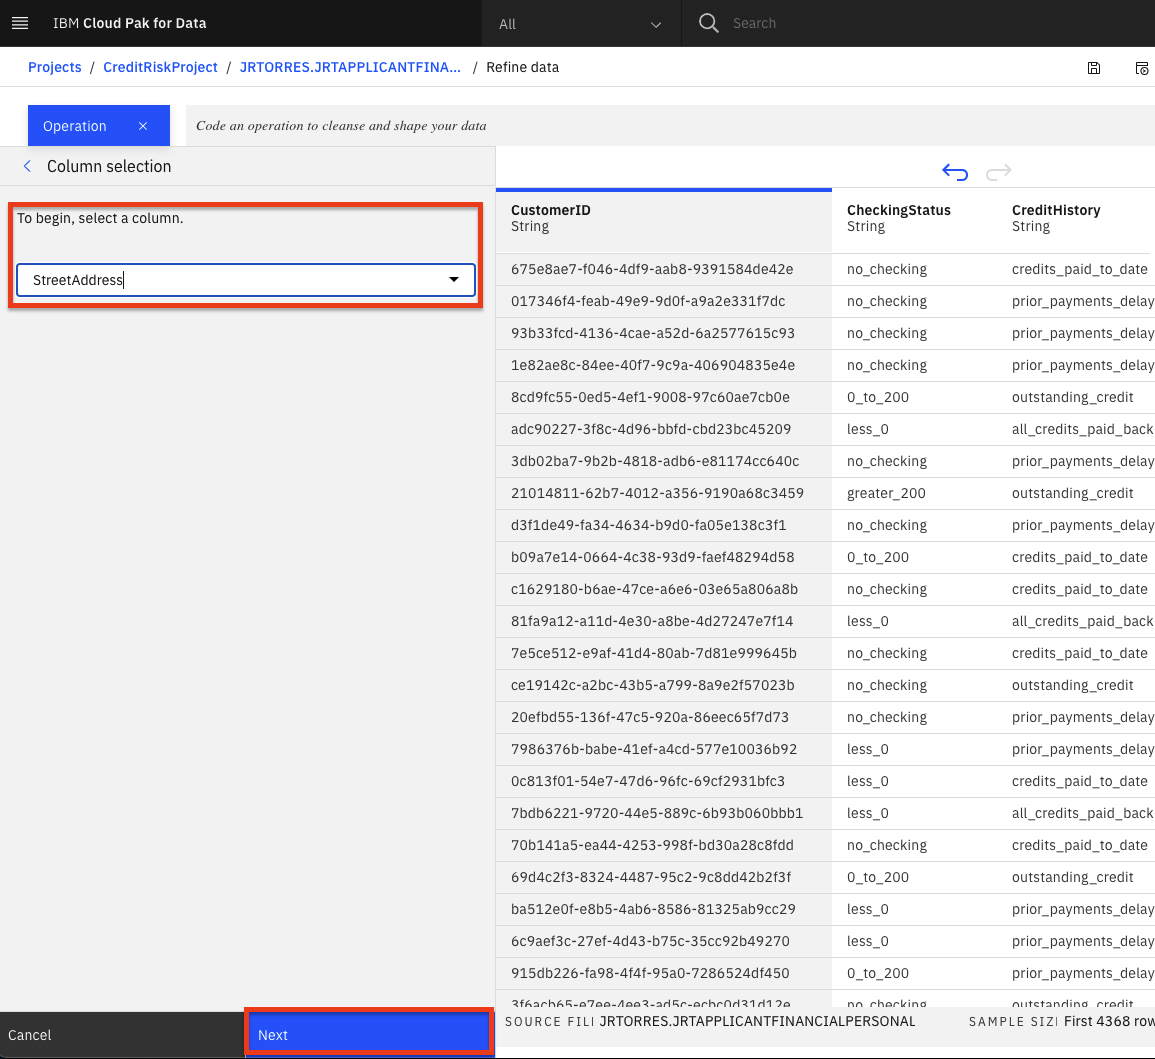 IBM Cloud Pak for Data All Search
Projects / CreditRiskProject / JRTORRES.JRTAPPLICANTFINA... / Refine data
Operation × Code an operation to cleanse and shape your data
Column selection
To begin, select a column.
StreetAddress
CustomerID CheckingStatus CreditHistory
String String String
675e8ae7-f046-4df9-aab8-9391584de42e no_checking credits_paid_to_date
017346f4-feab-49e9-9d0f-a9a2e331f7dc no_checking prior_payments_delay
93b33fcd-4136-4cae-a52d-6a2577615c93 no_checking prior_payments_delay
1e82ae8c-84ee-40f7-9c9a-406904835e4e no_checking prior_payments_delay
8cd9fc55-0ed5-4ef1-9008-97c60ae7cb0e 0_to_200 outstanding_credit
adc90227-3f8c-4d96-bbfd-cbd23bc45209 less_0 all_credits_paid_back
3db02ba7-9b2b-4818-adb6-e81174cc640c no_checking prior_payments_delay
21014811-62b7-4012-a356-9190a68c3459 greater_200 outstanding_credit
d3f1de49-fa34-4634-b9d0-fa05e138c3f1 no_checking prior_payments_delay
b09a7e14-0664-4c38-93d9-faef48294d58 0_to_200 credits_paid_to_date
c1629180-b6ae-47ce-a6e6-03e65a806a8b no_checking credits_paid_to_date
81fa9a12-a11d-4e30-a8be-4d27247e7f14 less_0 all_credits_paid_back
7e5ce512-e9af-41d4-80ab-7d81e999645b no_checking credits_paid_to_date
ce19142c-a2bc-43b5-a799-8a9e2f57023b no_checking outstanding_credit
20efbd55-136f-47c5-920a-86eec65f7d73 no_checking prior_payments_delay
7986376b-babe-41ef-a4cd-577e10036b92 less_0 prior_payments_delay
0c813f01-54e7-47d6-96fc-69cf2931bfc3 less_0 credits_paid_to_date
7bdb6221-9720-44e5-889c-6b93b060bbb1 less_0 all_credits_paid_back
70b141a5-ea44-4253-998f-bd30a28c8fdd no_checking credits_paid_to_date
69d4c2f3-8324-4487-95c2-9c8dd42b2f3f 0_to_200 outstanding_credit
ba512e0f-e8b5-4ab6-8586-81325ab9cc29 less_0 prior_payments_delay
6c9aef3c-27ef-4d43-b75c-35cc92b49270 less_0 prior_payments_delay
915db226-fa98-4f4f-95a0-7286524df450 0_to_200 prior_payments_delay
3f6acb65-e7ee-4ee3-ad5c-ecbc0d31d12e no_checking outstanding_credit
Cancel Next SOURCE FIL JRTORRES.JRTAPPLICANTFINANCIALPERSONAL SAMPLE SIZ First 4368 row